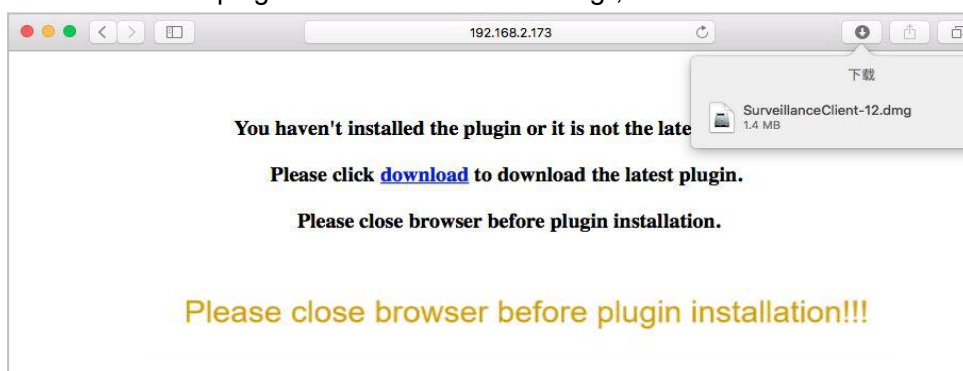 192.168.2.173
下载
SurveillanceClient-12.dmg
1.4 MB
You haven't installed the plugin or it is not the late
Please click download to download the latest plugin.
Please close browser before plugin installation.
Please close browser before plugin installation!!!